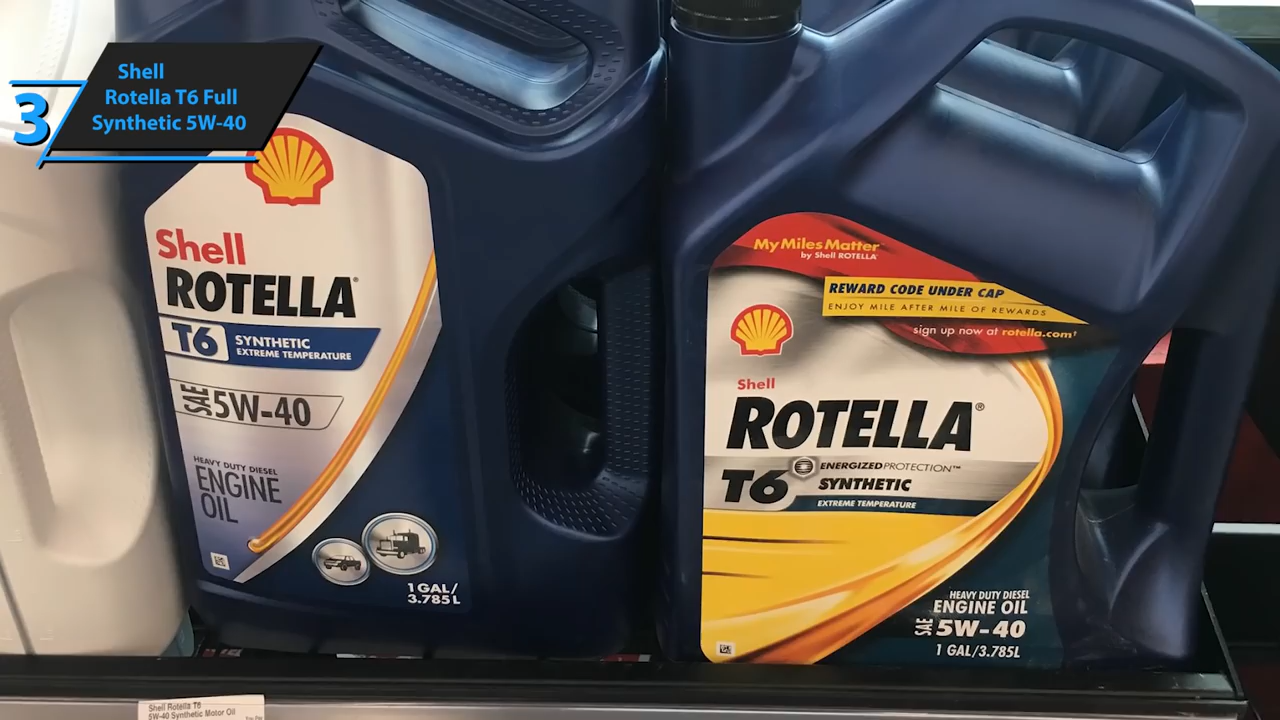 3
Shell
Rotella T6 Full
Synthetic 5W-40
Shell
ROTELLA®
T6 SYNTHETIC
EXTREME TEMPERATURE
SAE 5W-40
HEAVY DUTY DIESEL
ENGINE
OIL
1 GAL/
3.785 L
My Miles Matter
by Shell ROTELLA
REWARD CODE UNDER CAP
ENJOY MILE AFTER MILE OF REWARDS
sign up now at rotella.com†
Shell
ROTELLA®
T6 ENERGIZED PROTECTION™
SYNTHETIC
EXTREME TEMPERATURE
HEAVY DUTY DIESEL
ENGINE OIL
SAE 5W-40
1 GAL/3.785L
Shell Rotella T6
5W-40 Synthetic Motor Oil